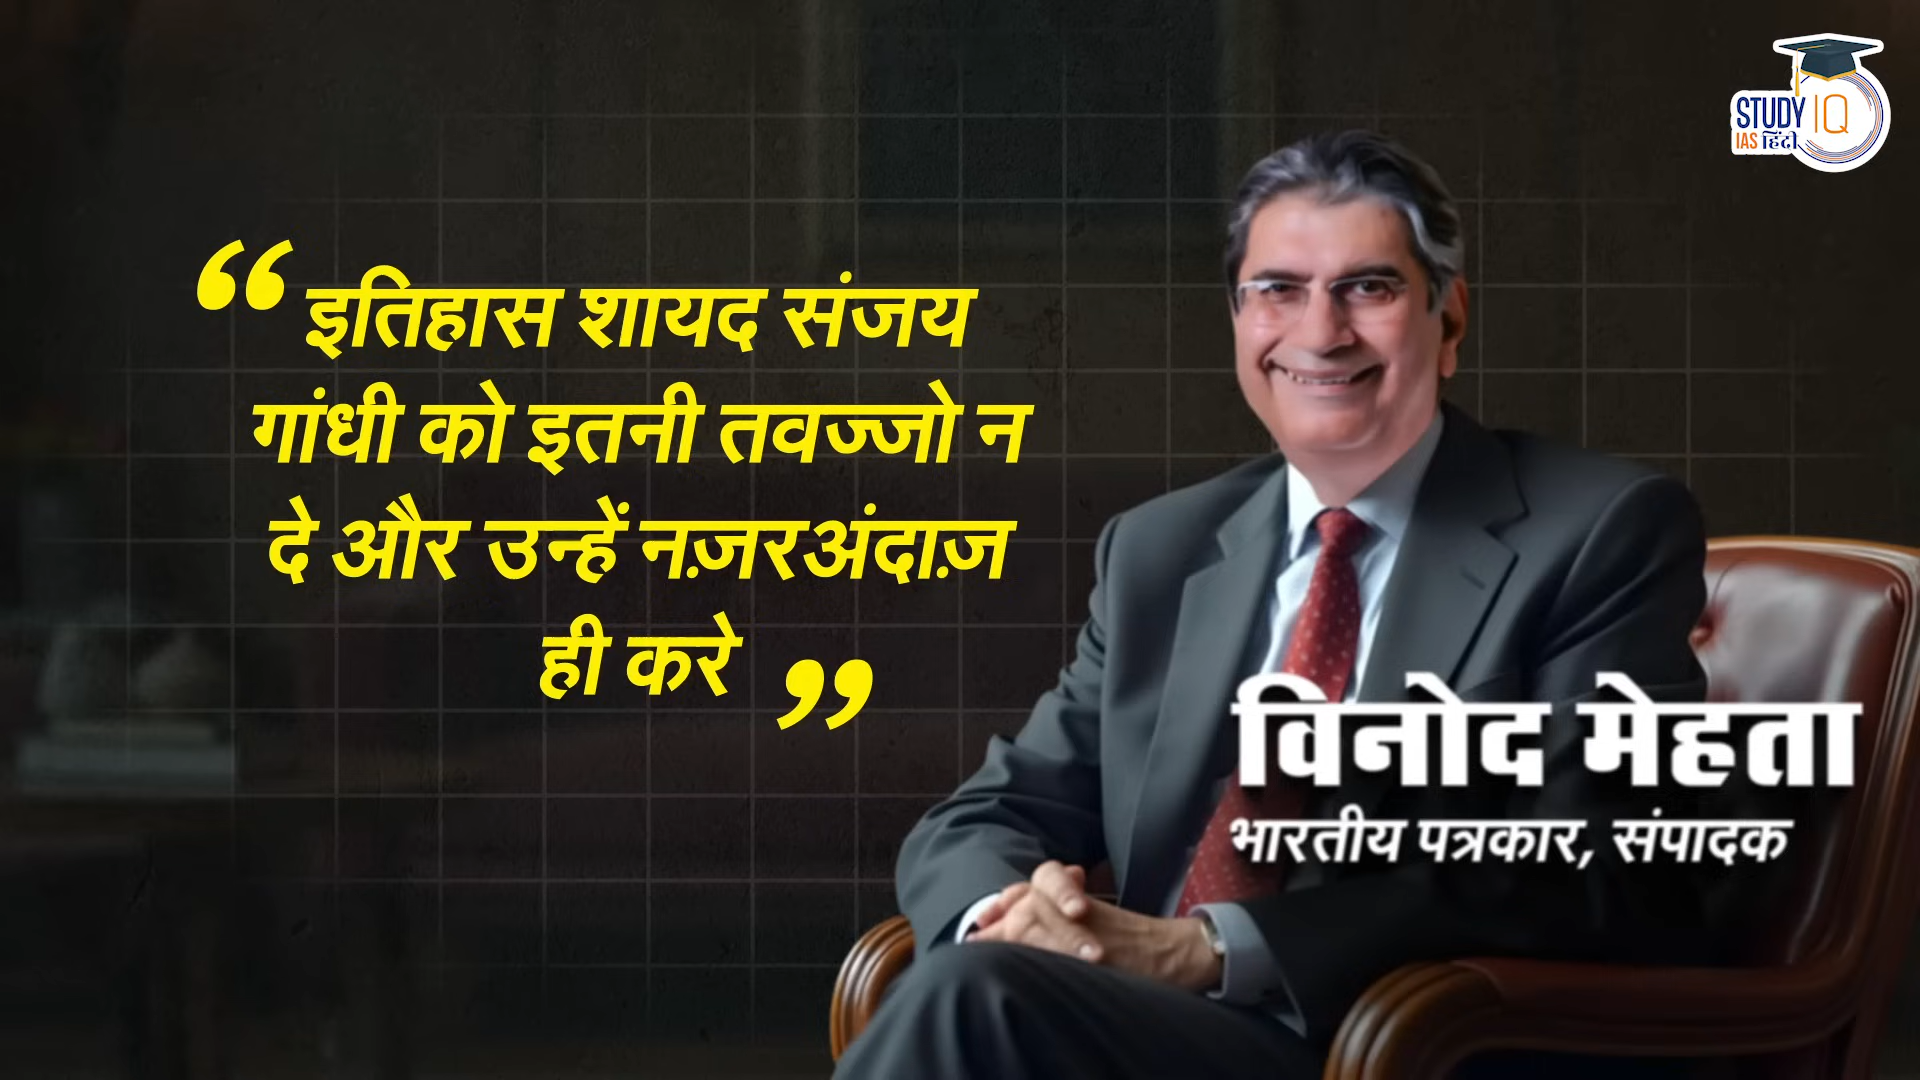 STUDY IQ
IAS हिंदी
“ इतिहास शायद संजय
गांधी को इतनी तवज्जो न
दे और उन्हें नज़रअंदाज़
ही करे ”
विनोद मेहता
भारतीय पत्रकार, संपादक